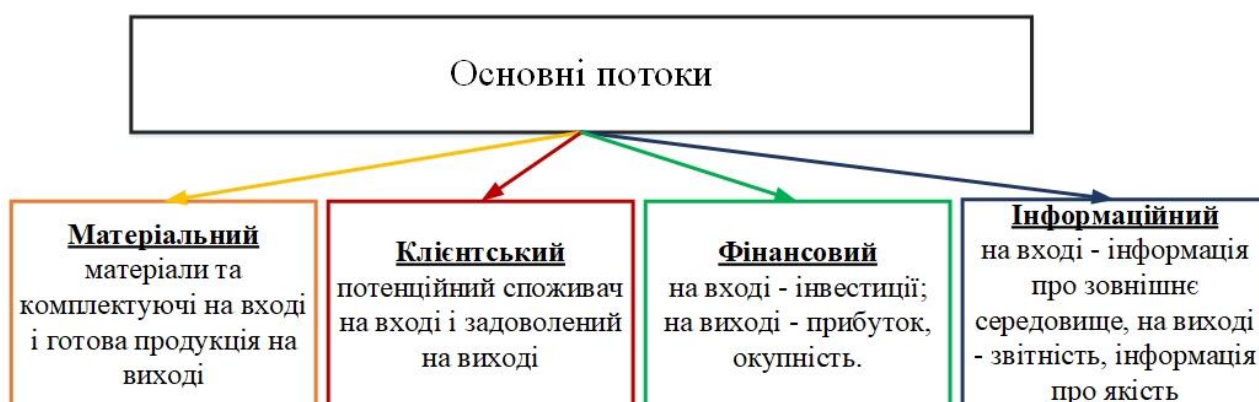 Основні потоки
Матеріальний
матеріали та
комплектуючі на вході
і готова продукція на
виході
Клієнтський
потенційний споживач
на вході і задоволений
на виході
Фінансовий
на вході - інвестиції;
на виході - прибуток,
окупність.
Інформаційний
на вході - інформація
про зовнішнє
середовище, на виході
- звітність, інформація
про якість